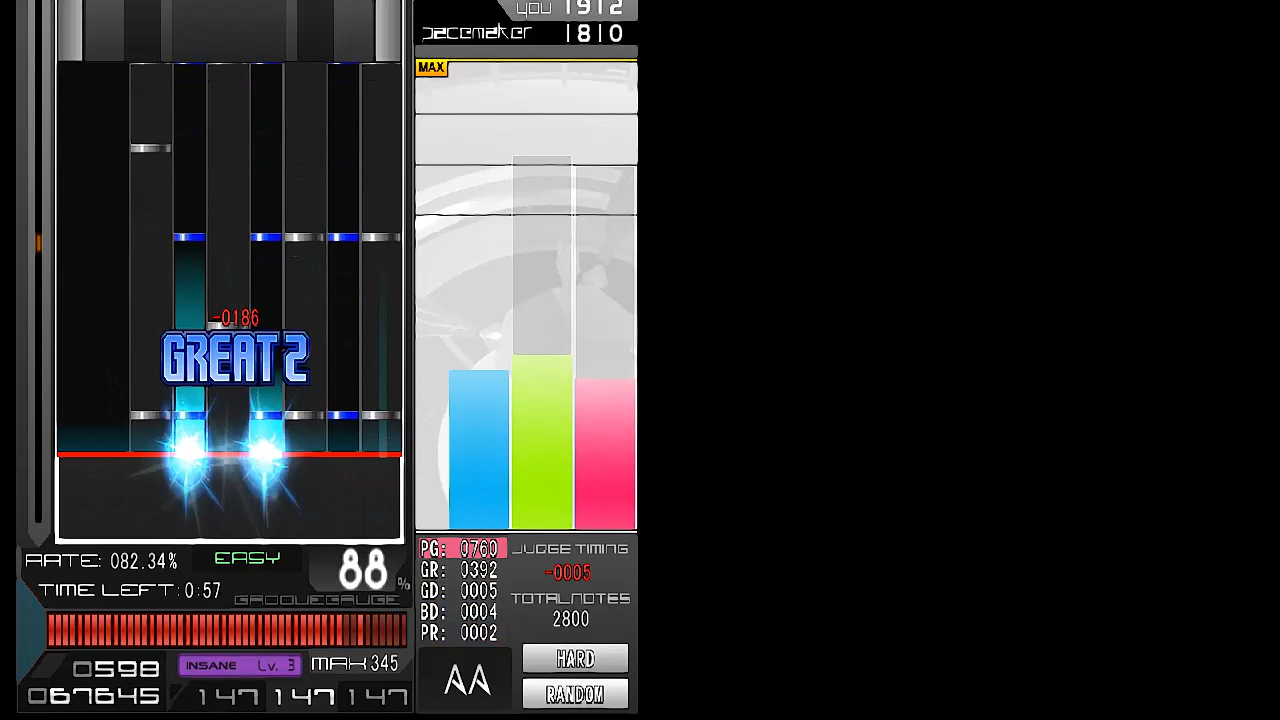 you 1912
pacemaker 1810
MAX
-0186
GREAT 2
RATE: 082.34% EASY 88%
TIME LEFT: 0:57
GROOVEGAUGE
PG: 0760 JUDGE TIMING
GR: 0392 -0005
GD: 0005 TOTALNOTES
BD: 0004 2800
PR: 0002
0598 INSANE Lv. 3 MAX 345
067645 147 147 147
AA
HARD
RANDOM